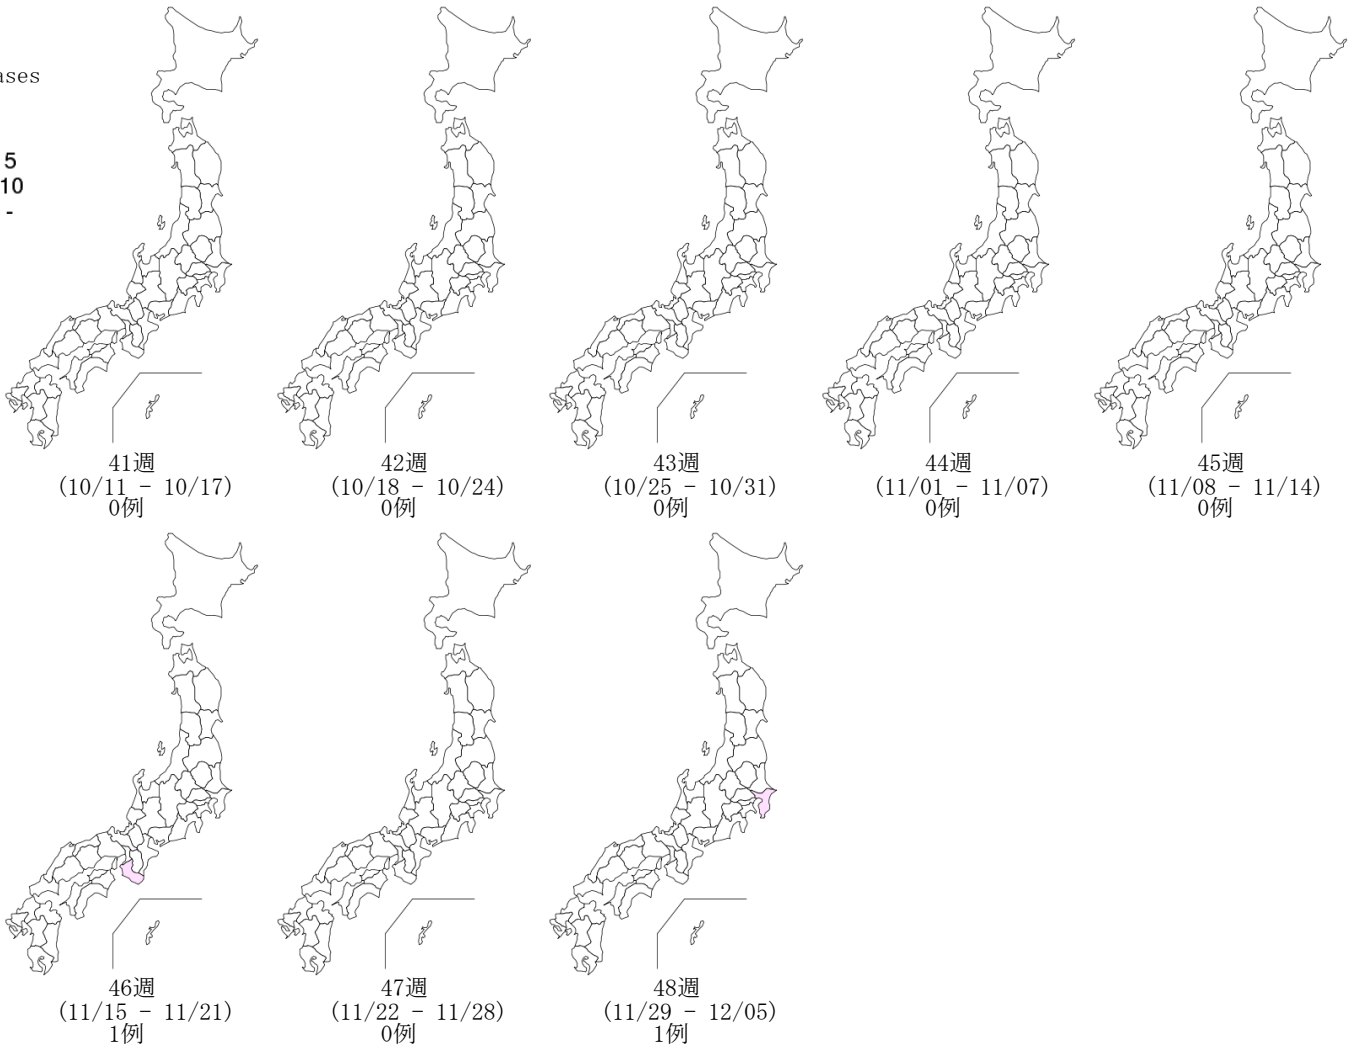 ases
5
10
-
41週
(10/11 - 10/17)
0例
42週
(10/18 - 10/24)
0例
43週
(10/25 - 10/31)
0例
44週
(11/01 - 11/07)
0例
45週
(11/08 - 11/14)
0例
46週
(11/15 - 11/21)
1例
47週
(11/22 - 11/28)
0例
48週
(11/29 - 12/05)
1例